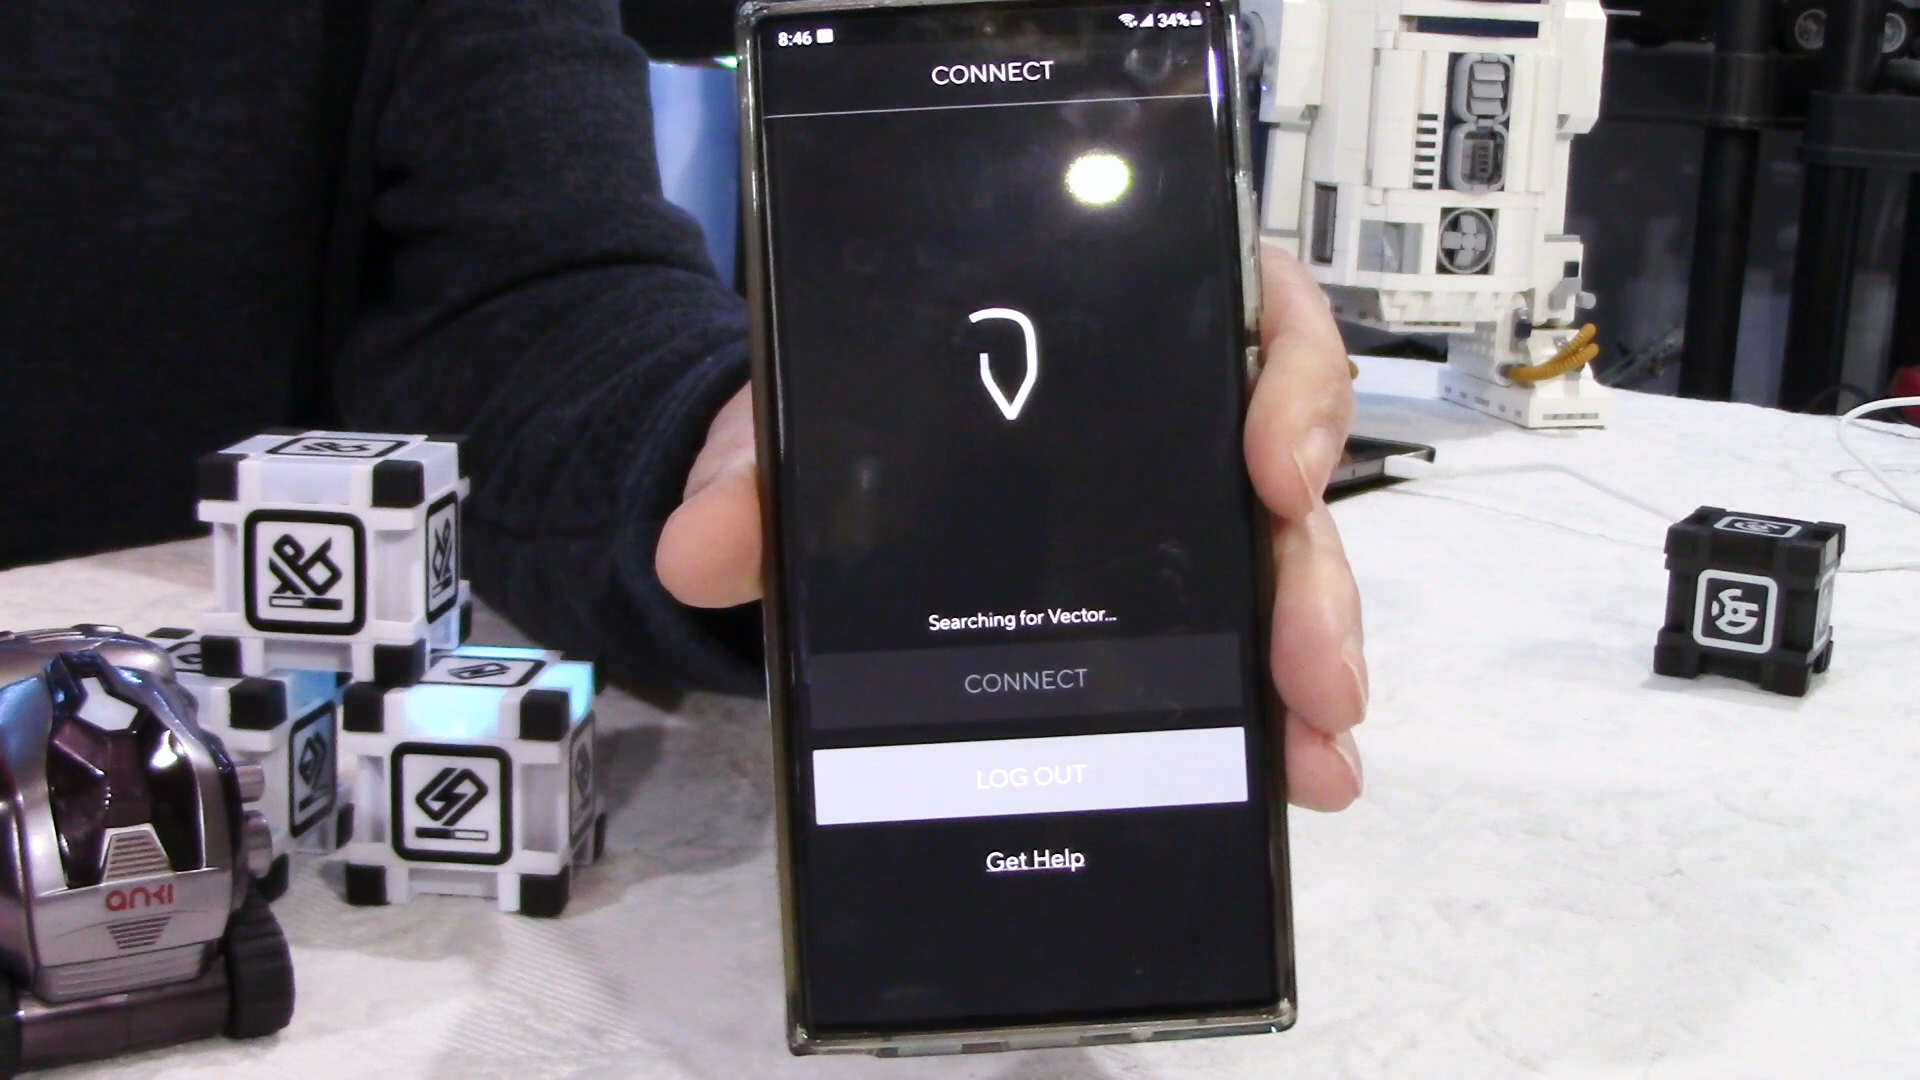 8:46
34%
CONNECT
Searching for Vector...
CONNECT
LOG OUT
Get Help
anki